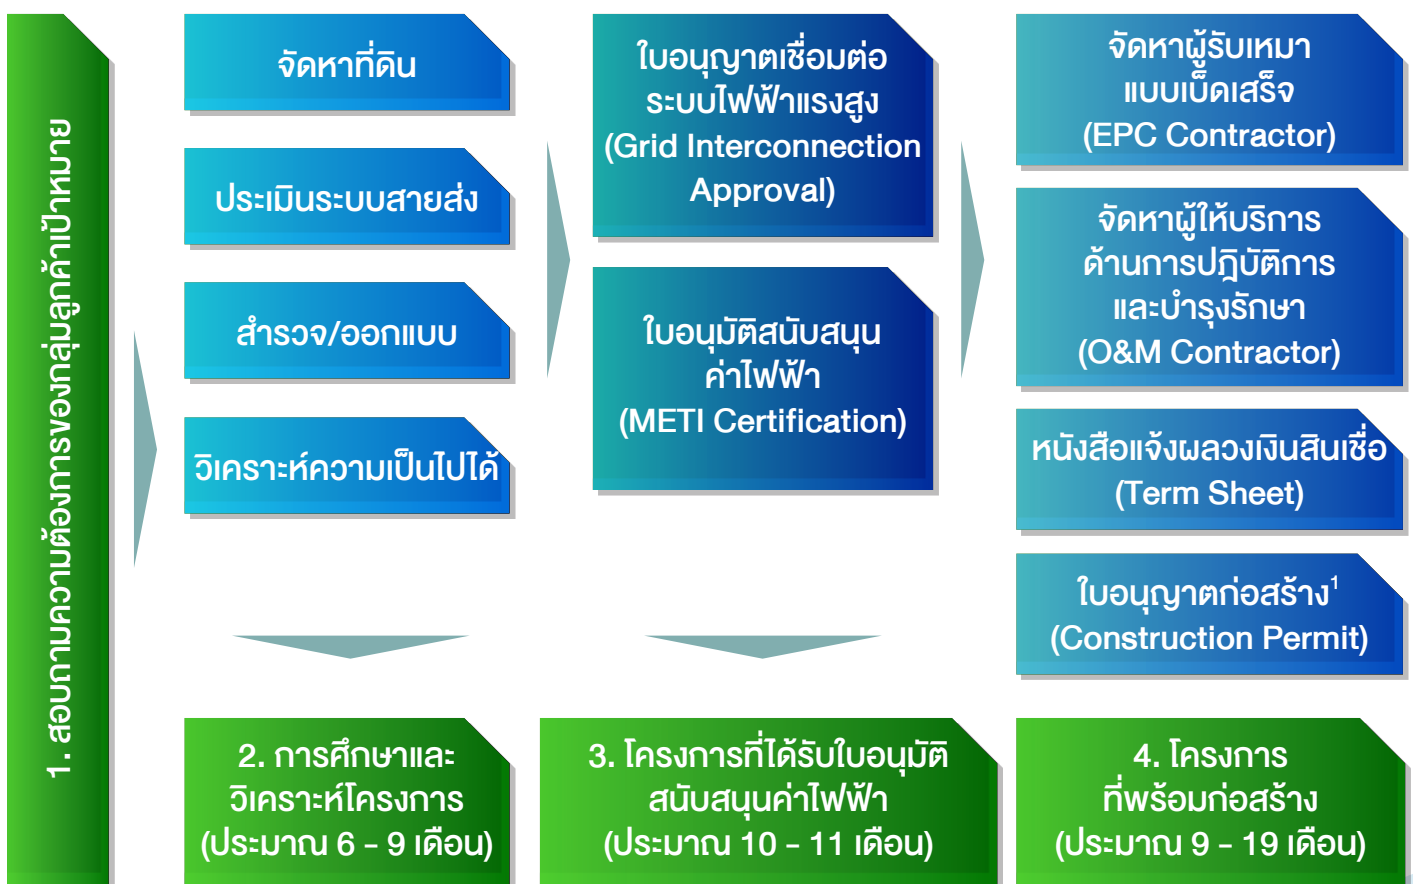 1. สอบถามความต้องการของกลุ่มลูกค้าเป้าหมาย
จัดหาที่ดิน
ประเมินระบบสายส่ง
สำรวจ/ออกแบบ
วิเคราะห์ความเป็นไปได้
2. การศึกษาและ
วิเคราะห์โครงการ
(ประมาณ 6 - 9 เดือน)
ใบอนุญาตเชื่อมต่อ
ระบบไฟฟ้าแรงสูง
(Grid Interconnection
Approval)
ใบอนุมัติสนับสนุน
ค่าไฟฟ้า
(METI Certification)
3. โครงการที่ได้รับใบอนุมัติ
สนับสนุนค่าไฟฟ้า
(ประมาณ 10 - 11 เดือน)
จัดหาผู้รับเหมา
แบบเบ็ดเสร็จ
(EPC Contractor)
จัดหาผู้ให้บริการ
ด้านการปฏิบัติการ
และบำรุงรักษา
(O&M Contractor)
หนังสือแจ้งผลวงเงินสินเชื่อ
(Term Sheet)
ใบอนุญาตก่อสร้าง¹
(Construction Permit)
4. โครงการ
ที่พร้อมก่อสร้าง
(ประมาณ 9 - 19 เดือน)